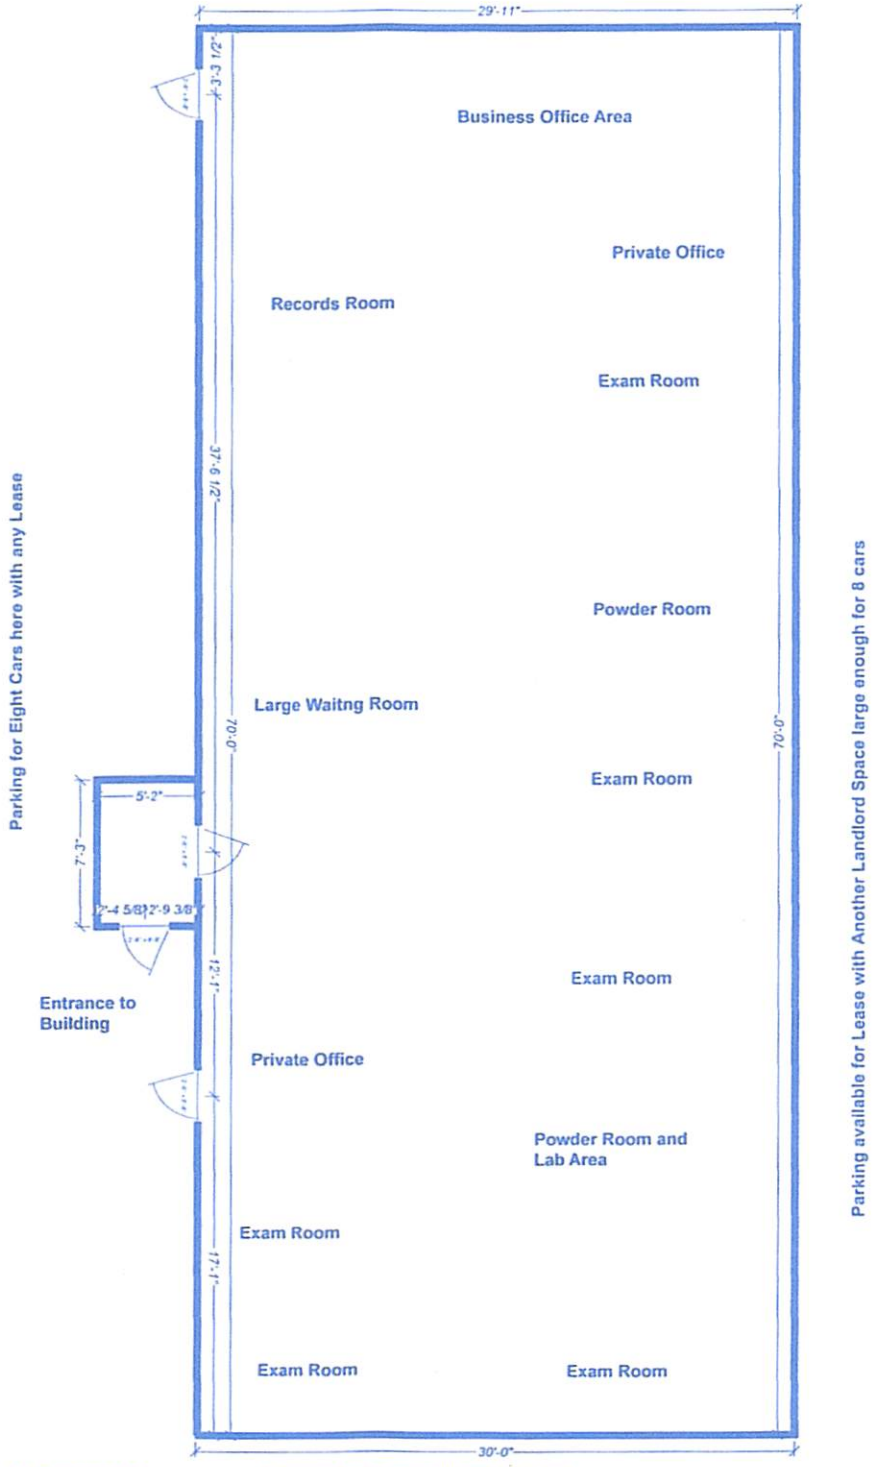 29'-11"
3'-3 1/2"
Business Office Area
Private Office
Records Room
Exam Room
37'-6 1/2"
Parking for Eight Cars here with any Lease
Powder Room
Large Waitng Room
70'-0"
70'-0"
Parking available for Lease with Another Landlord Space large enough for 8 cars
Exam Room
5'-2"
7'-3"
2'-4 5/8"
2'-9 3/8"
12'-1"
Exam Room
Entrance to
Building
Private Office
Powder Room and
Lab Area
Exam Room
17'-1"
Exam Room
Exam Room
30'-0"